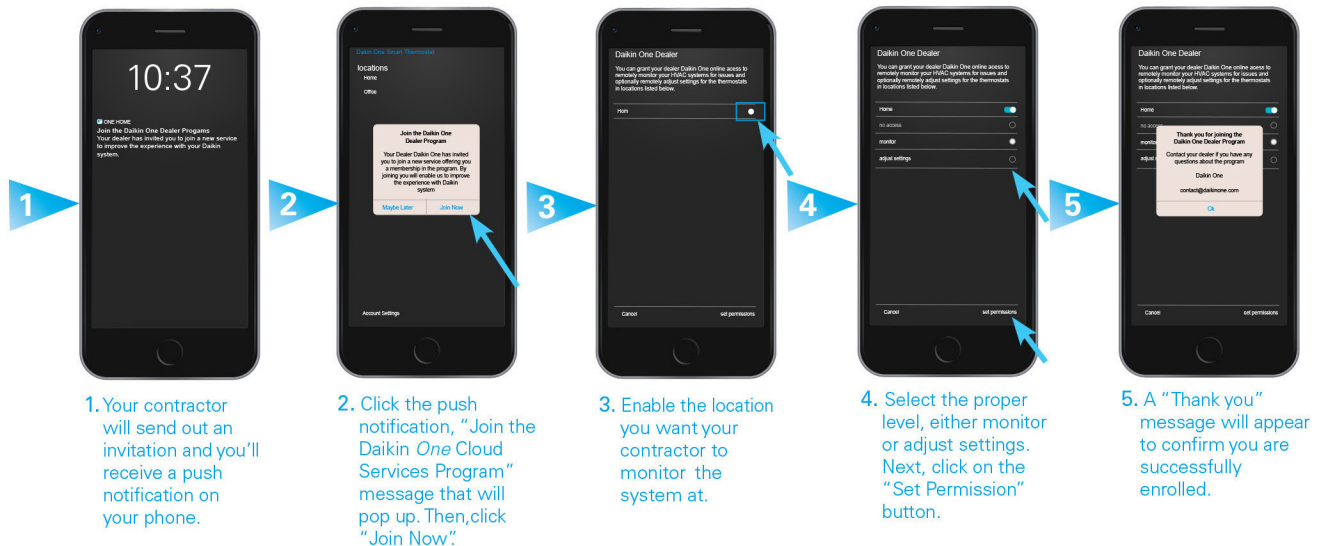 1
10:37
ONE HOME
Join the Daikin One Dealer Progams
Your dealer has invited you to join a new service
to improve the experience with your Daikin
system.
1. Your contractor
will send out an
invitation and you'll
receive a push
notification on
your phone.
2
Daikin One Smart Thermostat
locations
Home
Office
Join the Daikin One
Dealer Program
Your Dealer Daikin One has invited
you to join a new service offering you
a membership in the program. By
joining you will enable us to improve
the experience with Daikin
system
Maybe Later
Join Now
Account Settings
2. Click the push
notification, "Join the
Daikin One Cloud
Services Program"
message that will
pop up. Then,click
"Join Now".
3
Daikin One Dealer
You can grant your dealer Daikin One online acess to
remotely monitor your HVAC systems for issues and
optionally remotely adjust settings for the thermostats
in locations listed below.
Hom
Cancel
set permissions
3. Enable the location
you want your
contractor to
monitor the
system at.
4
Daikin One Dealer
You can grant your dealer Daikin One online acess to
remotely monitor your HVAC systems for issues and
optionally remotely adjust settings for the thermostats
in locations listed below.
Home
no access
monitor
adjust settings
Cancel
set permissions
4. Select the proper
level, either monitor
or adjust settings.
Next, click on the
"Set Permission"
button.
5
Daikin One Dealer
You can grant your dealer Daikin One online acess to
remotely monitor your HVAC systems for issues and
optionally remotely adjust settings for the thermostats
in locations listed below.
Home
no access
monitor
adjust
Thank you for joining the
Daikin One Dealer Program
Contact your dealer if you have any
questions about the program
Daikin One
contact@daikinone.com
Ok
Cancel
set permissions
5. A "Thank you"
message will appear
to confirm you are
successfully
enrolled.